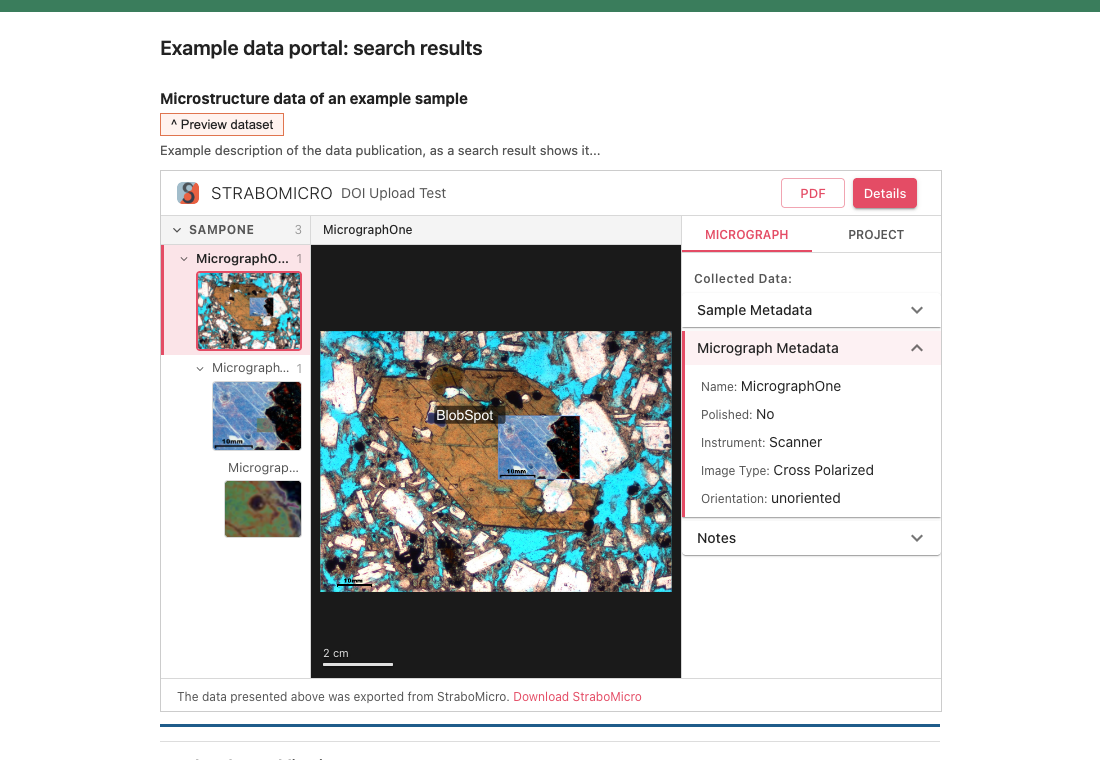 Example data portal: search results
Microstructure data of an example sample
^ Preview dataset
Example description of the data publication, as a search result shows it...
STRABOMICRO DOI Upload Test
PDF
Details
SAMPONE 3
MicrographO... 1
Micrograph... 1
10mm
Micrograp...
MicrographOne
BlobSpot
10mm
10mm
2 cm
MICROGRAPH
PROJECT
Collected Data:
Sample Metadata
Micrograph Metadata
Name: MicrographOne
Polished: No
Instrument: Scanner
Image Type: Cross Polarized
Orientation: unoriented
Notes
The data presented above was exported from StraboMicro. Download StraboMicro